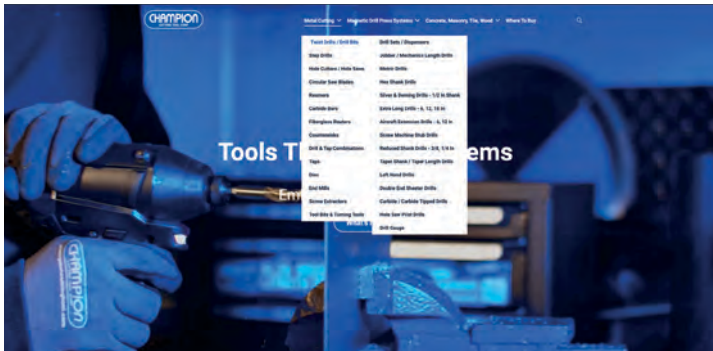 CHAMPION
Metal Cutting
Magnetic Drill Press Systems
Concrete, Masonry, Tile, Wood
Where To Buy
Twist Drills / Drill Bits
Step Drills
Hole Cutters / Hole Saws
Circular Saw Blades
Reamers
Carbide Burs
Fiberglass Routers
Countersinks
Drill & Tap Combinations
Taps
Dies
End Mills
Screw Extractors
Tool Bits & Turning Tools
Drill Sets / Dispensers
Jobber / Mechanics Length Drills
Metric Drills
Hex Shank Drills
Silver & Deming Drills - 1/2 in Shank
Extra Long Drills - 6, 12, 18 in
Aircraft Extension Drills - 6, 12 in
Screw Machine Stub Drills
Reduced Shank Drills - 3/8, 1/4 in
Taper Shank / Taper Length Drills
Left Hand Drills
Double End Sheeter Drills
Carbide / Carbide Tipped Drills
Hole Saw Pilot Drills
Drill Gauge
Tools
ems
What's
CHAMPION